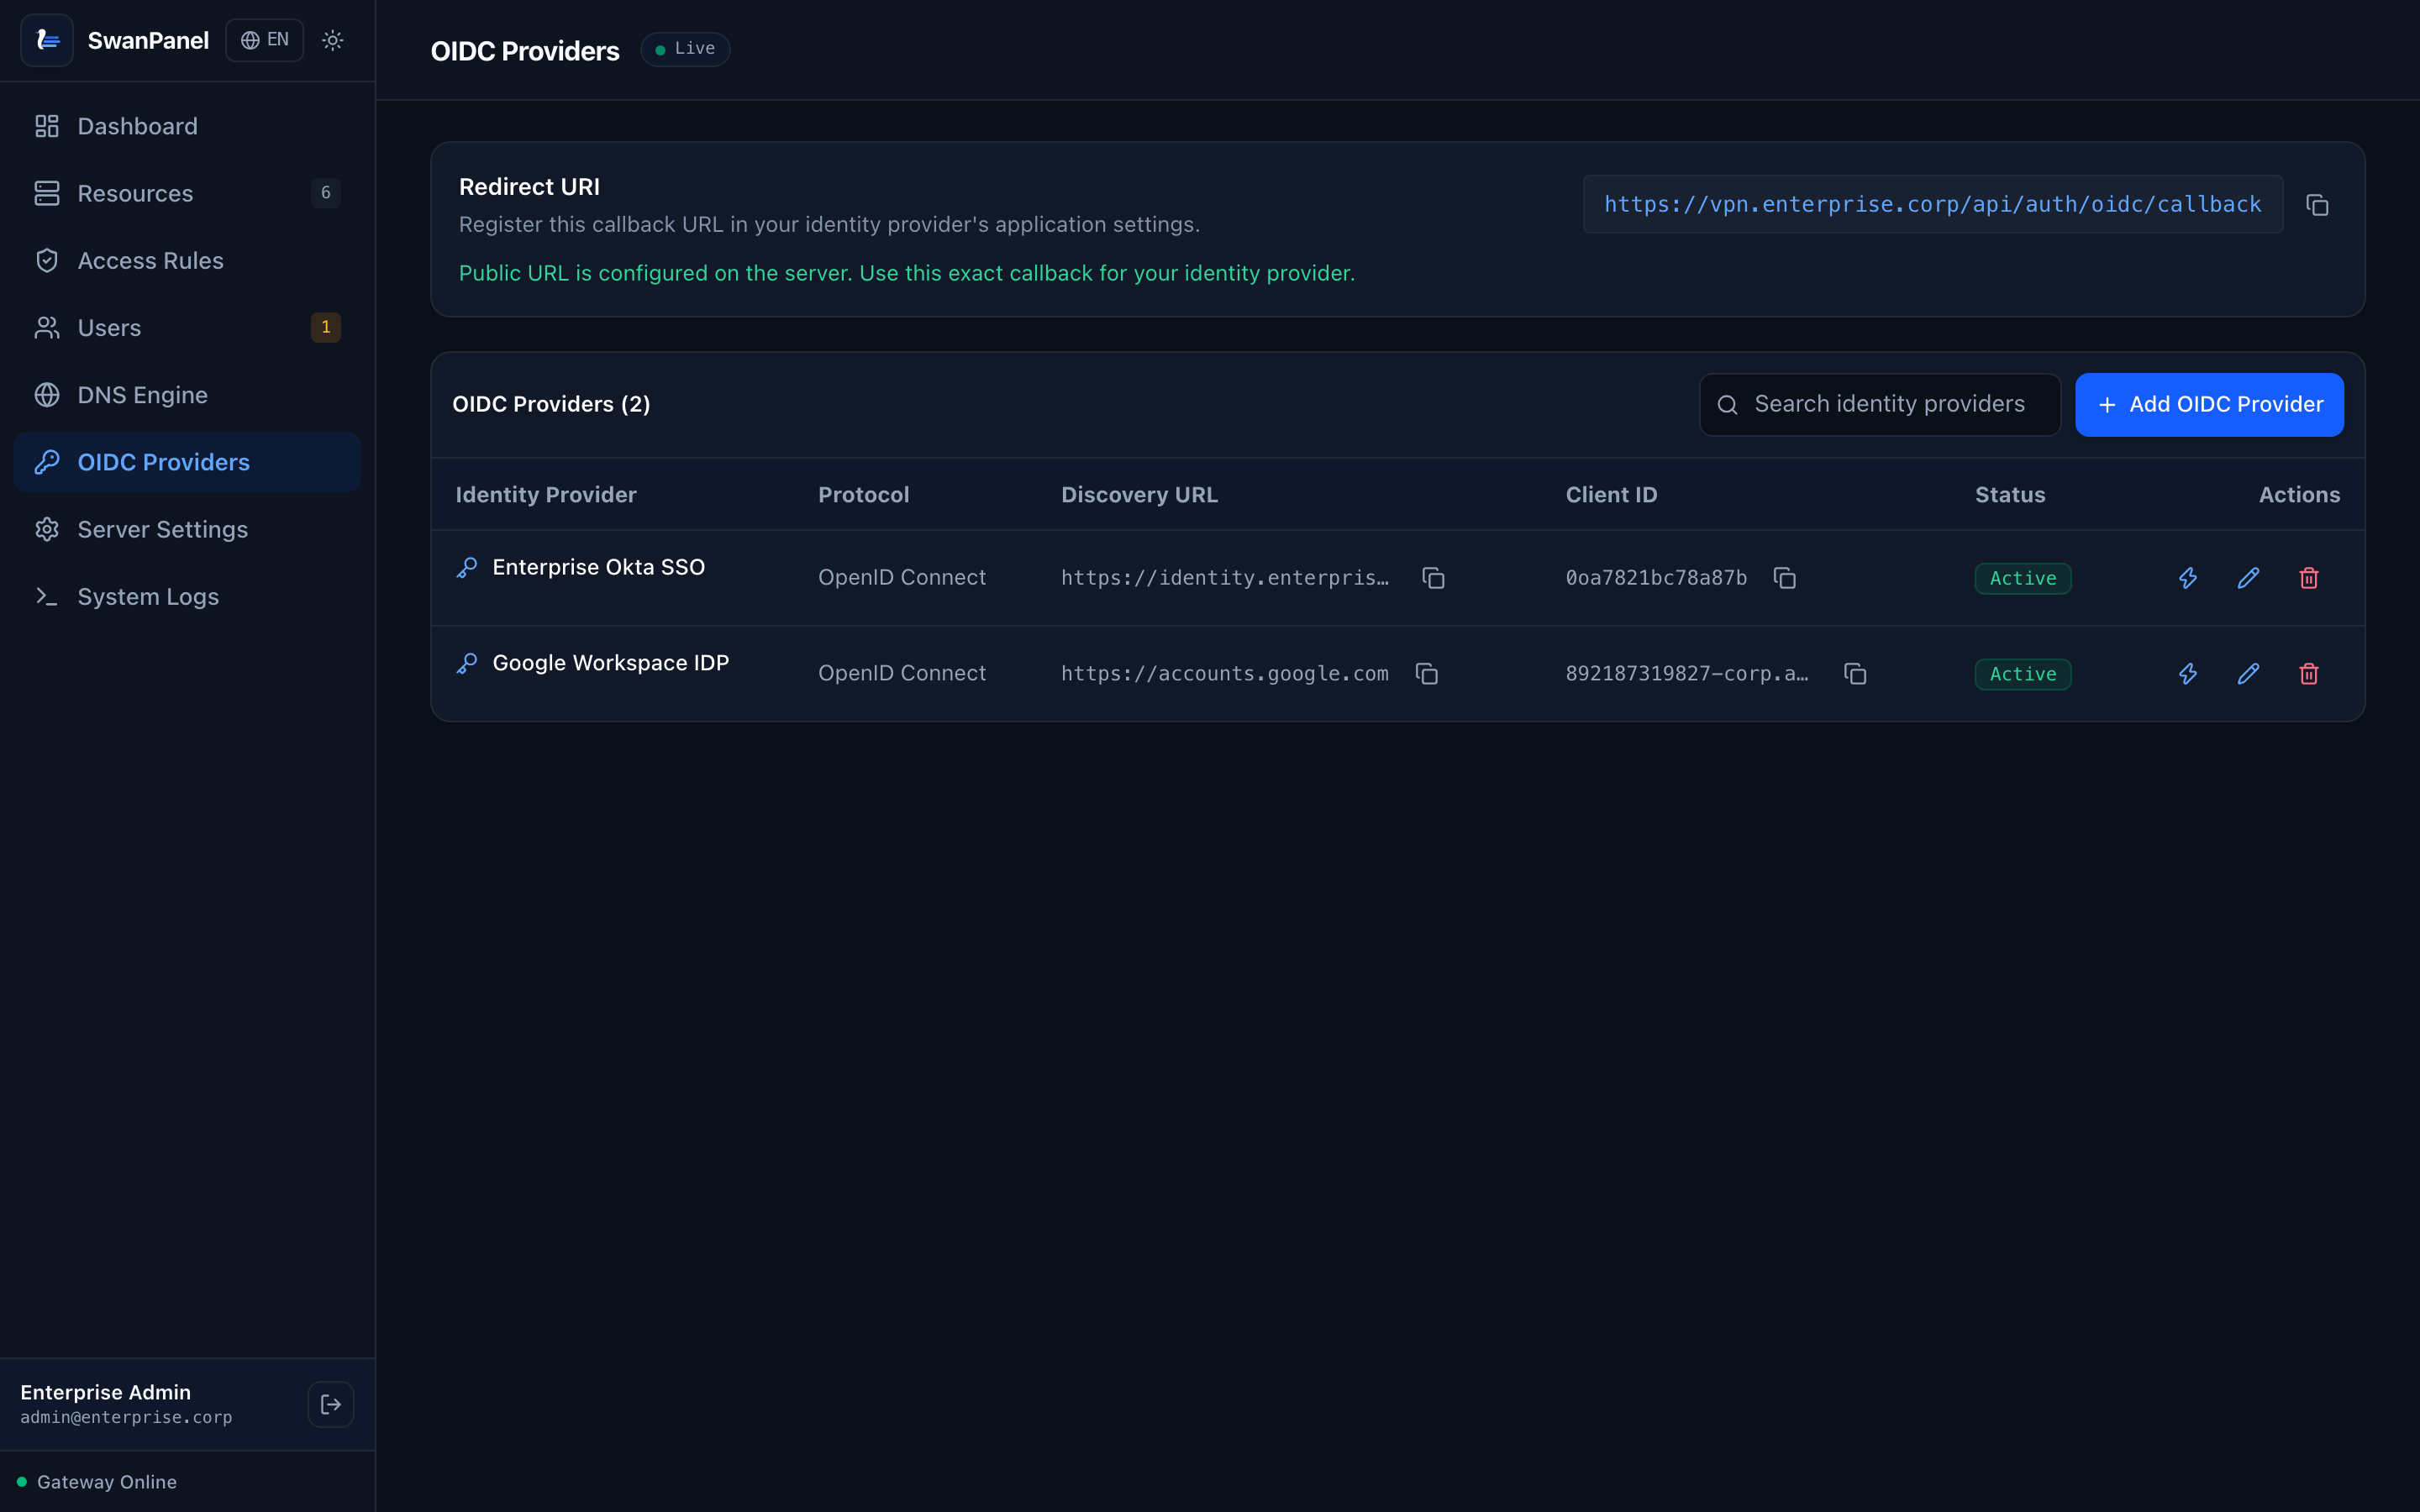 SwanPanel
EN
Dashboard
Resources 6
Access Rules
Users 1
DNS Engine
OIDC Providers
Server Settings
System Logs
Enterprise Admin
admin@enterprise.corp
Gateway Online
OIDC Providers Live
Redirect URI
Register this callback URL in your identity provider's application settings.
Public URL is configured on the server. Use this exact callback for your identity provider.
https://vpn.enterprise.corp/api/auth/oidc/callback
OIDC Providers (2)
Search identity providers
Add OIDC Provider
Identity Provider Protocol Discovery URL Client ID Status Actions
Enterprise Okta SSO OpenID Connect https://identity.enterpris… 0oa7821bc78a87b Active
Google Workspace IDP OpenID Connect https://accounts.google.com 892187319827-corp.a… Active